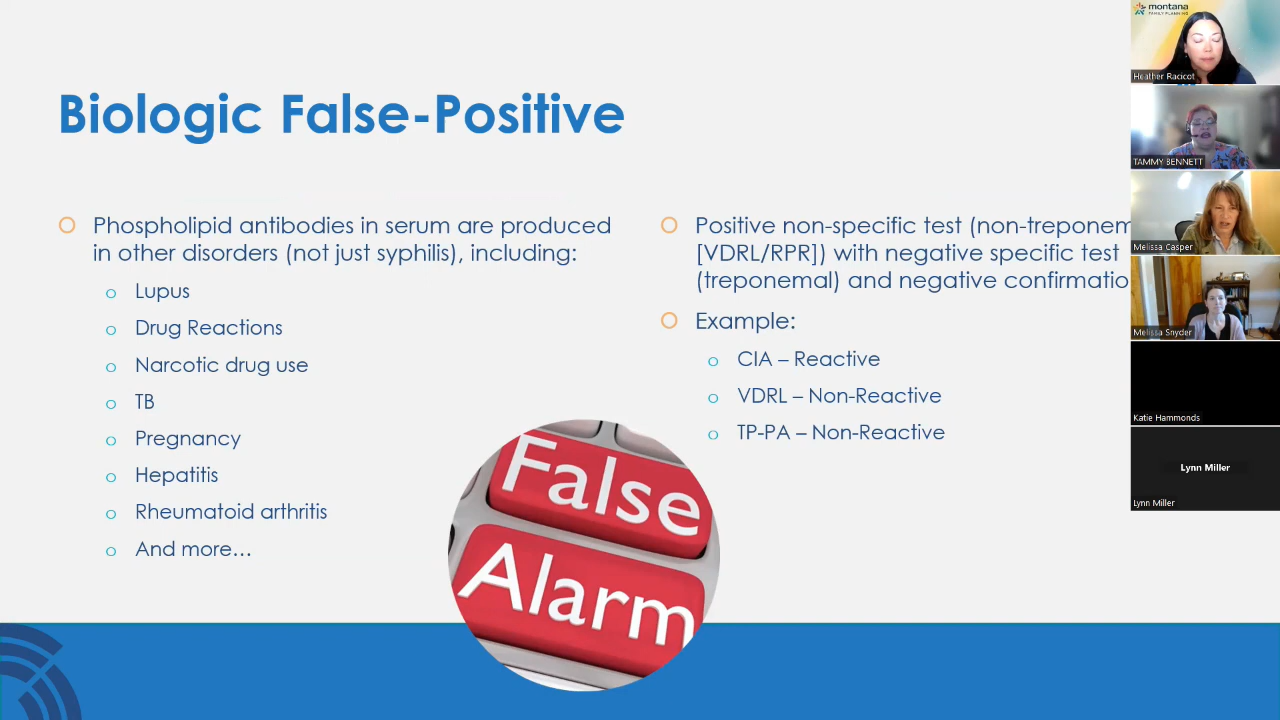 Biologic False-Positive
Phospholipid antibodies in serum are produced
in other disorders (not just syphilis), including:
Lupus
Drug Reactions
Narcotic drug use
TB
Pregnancy
Hepatitis
Rheumatoid arthritis
And more…
Positive non-specific test (non-treponem
[VDRL/RPR]) with negative specific test
(treponemal) and negative confirmatio
Example:
CIA – Reactive
VDRL – Non-Reactive
TP-PA – Non-Reactive
False
Alarm
montana
FAMILY PLANNING
Heather Racicot
TAMMY BENNETT
Melissa Casper
Melissa Snyder
Katie Hammonds
Lynn Miller
Lynn Miller